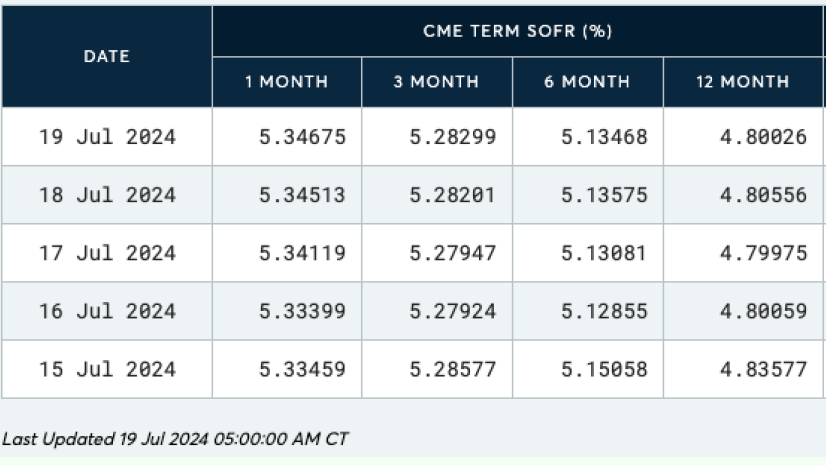 DATE
CME TERM SOFR (%)
1 MONTH 3 MONTH 6 MONTH 12 MONTH
19 Jul 2024 5.34675 5.28299 5.13468 4.80026
18 Jul 2024 5.34513 5.28201 5.13575 4.80556
17 Jul 2024 5.34119 5.27947 5.13081 4.79975
16 Jul 2024 5.33399 5.27924 5.12855 4.80059
15 Jul 2024 5.33459 5.28577 5.15058 4.83577
Last Updated 19 Jul 2024 05:00:00 AM CT